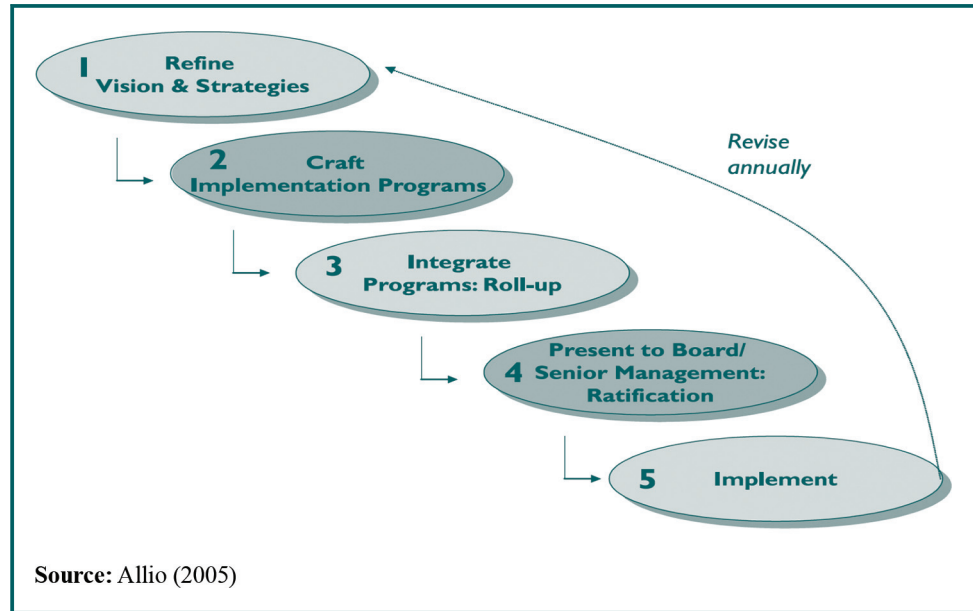 1
Refine
Vision & Strategies
2
Craft
Implementation Programs
3
Integrate
Programs: Roll-up
4
Present to Board/
Senior Management:
Ratification
5
Implement
Revise
annually
Source: Allio (2005)